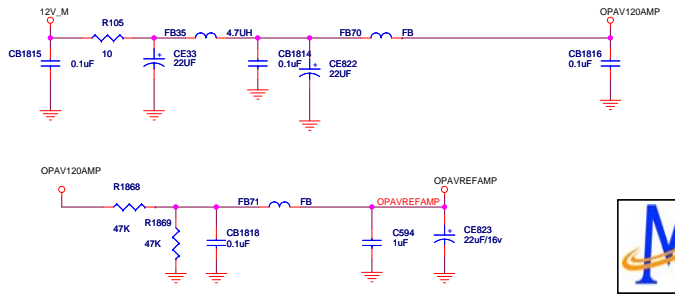 12V_M
OPAV120AMP
R105
FB35
4.7UH
FB70
FB
CB1815
0.1uF
10
CE33
22UF
CB1814
0.1uF
CE822
22UF
CB1816
0.1uF
OPAV120AMP
OPAVREFAMP
R1868
FB71
FB
OPAVREFAMP
47K
R1869
47K
CB1818
0.1uF
C594
1uF
CE823
22uF/16v